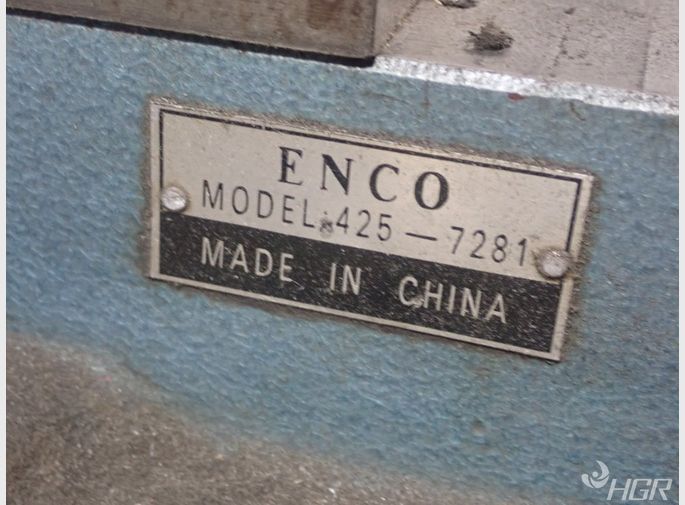 ENCO
MODEL 425-7281
MADE IN CHINA
HGR